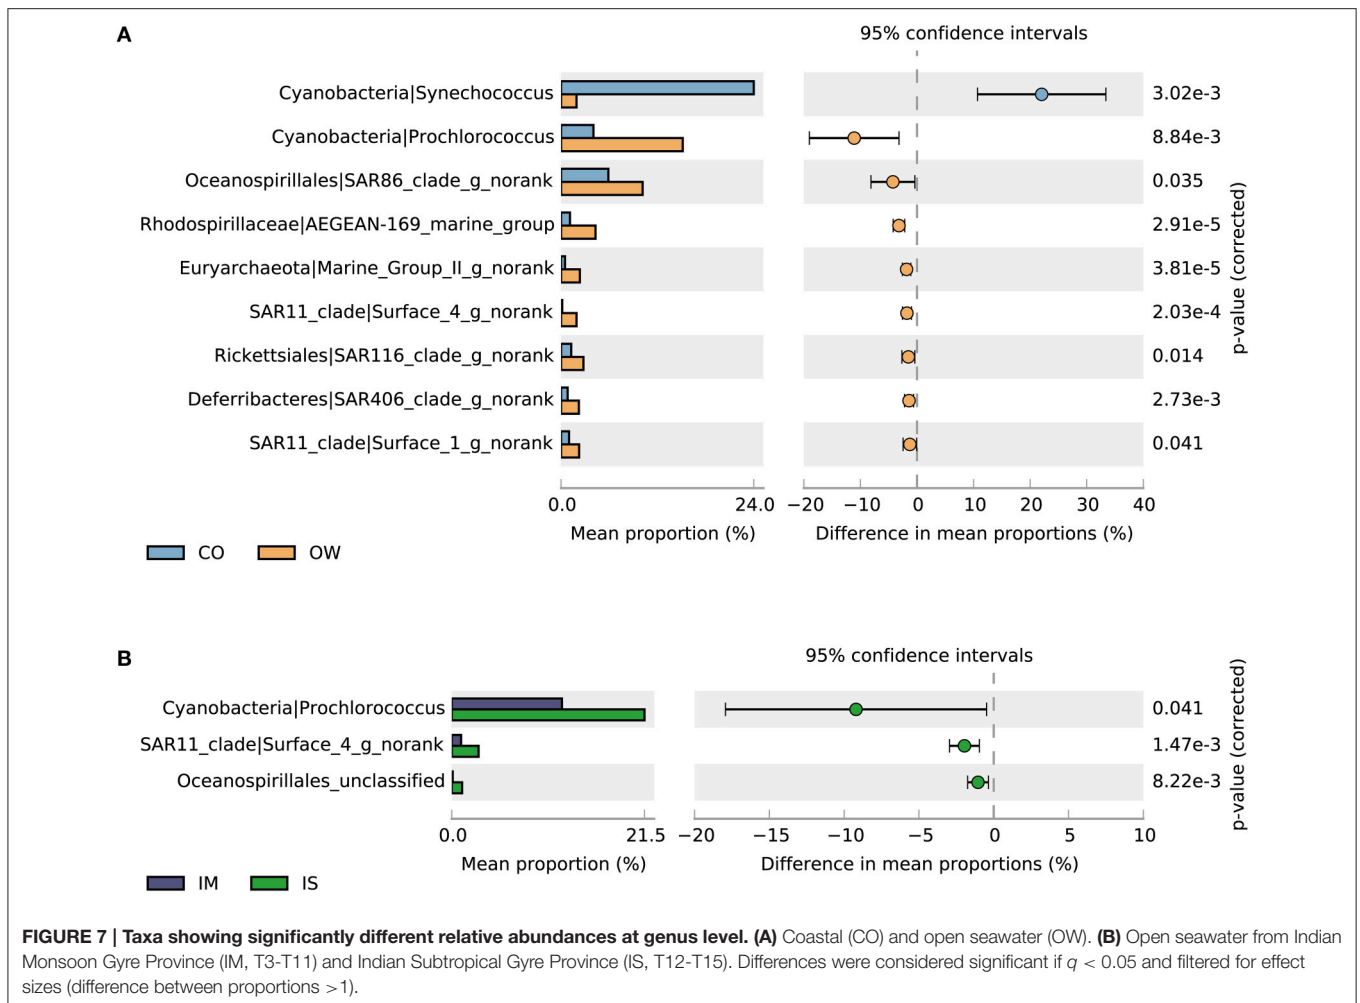 A
95% confidence intervals
Cyanobacteria|Synechococcus 3.02e-3
Cyanobacteria|Prochlorococcus 8.84e-3
Oceanospirillales|SAR86_clade_g_norank 0.035
Rhodospirillaceae|AEGEAN-169_marine_group 2.91e-5
Euryarchaeota|Marine_Group_II_g_norank 3.81e-5
SAR11_clade|Surface_4_g_norank 2.03e-4
Rickettsiales|SAR116_clade_g_norank 0.014
Deferribacteres|SAR406_clade_g_norank 2.73e-3
SAR11_clade|Surface_1_g_norank 0.041
p-value (corrected)
0.0 24.0 −20 −10 0 10 20 30 40
Mean proportion (%) Difference in mean proportions (%)
CO OW
B
95% confidence intervals
Cyanobacteria|Prochlorococcus 0.041
SAR11_clade|Surface_4_g_norank 1.47e-3
Oceanospirillales_unclassified 8.22e-3
p-value (corrected)
0.0 21.5 −20 −15 −10 −5 0 5 10
Mean proportion (%) Difference in mean proportions (%)
IM IS
FIGURE 7 | Taxa showing significantly different relative abundances at genus level. (A) Coastal (CO) and open seawater (OW). (B) Open seawater from Indian
Monsoon Gyre Province (IM, T3-T11) and Indian Subtropical Gyre Province (IS, T12-T15). Differences were considered significant if q < 0.05 and filtered for effect
sizes (difference between proportions >1).